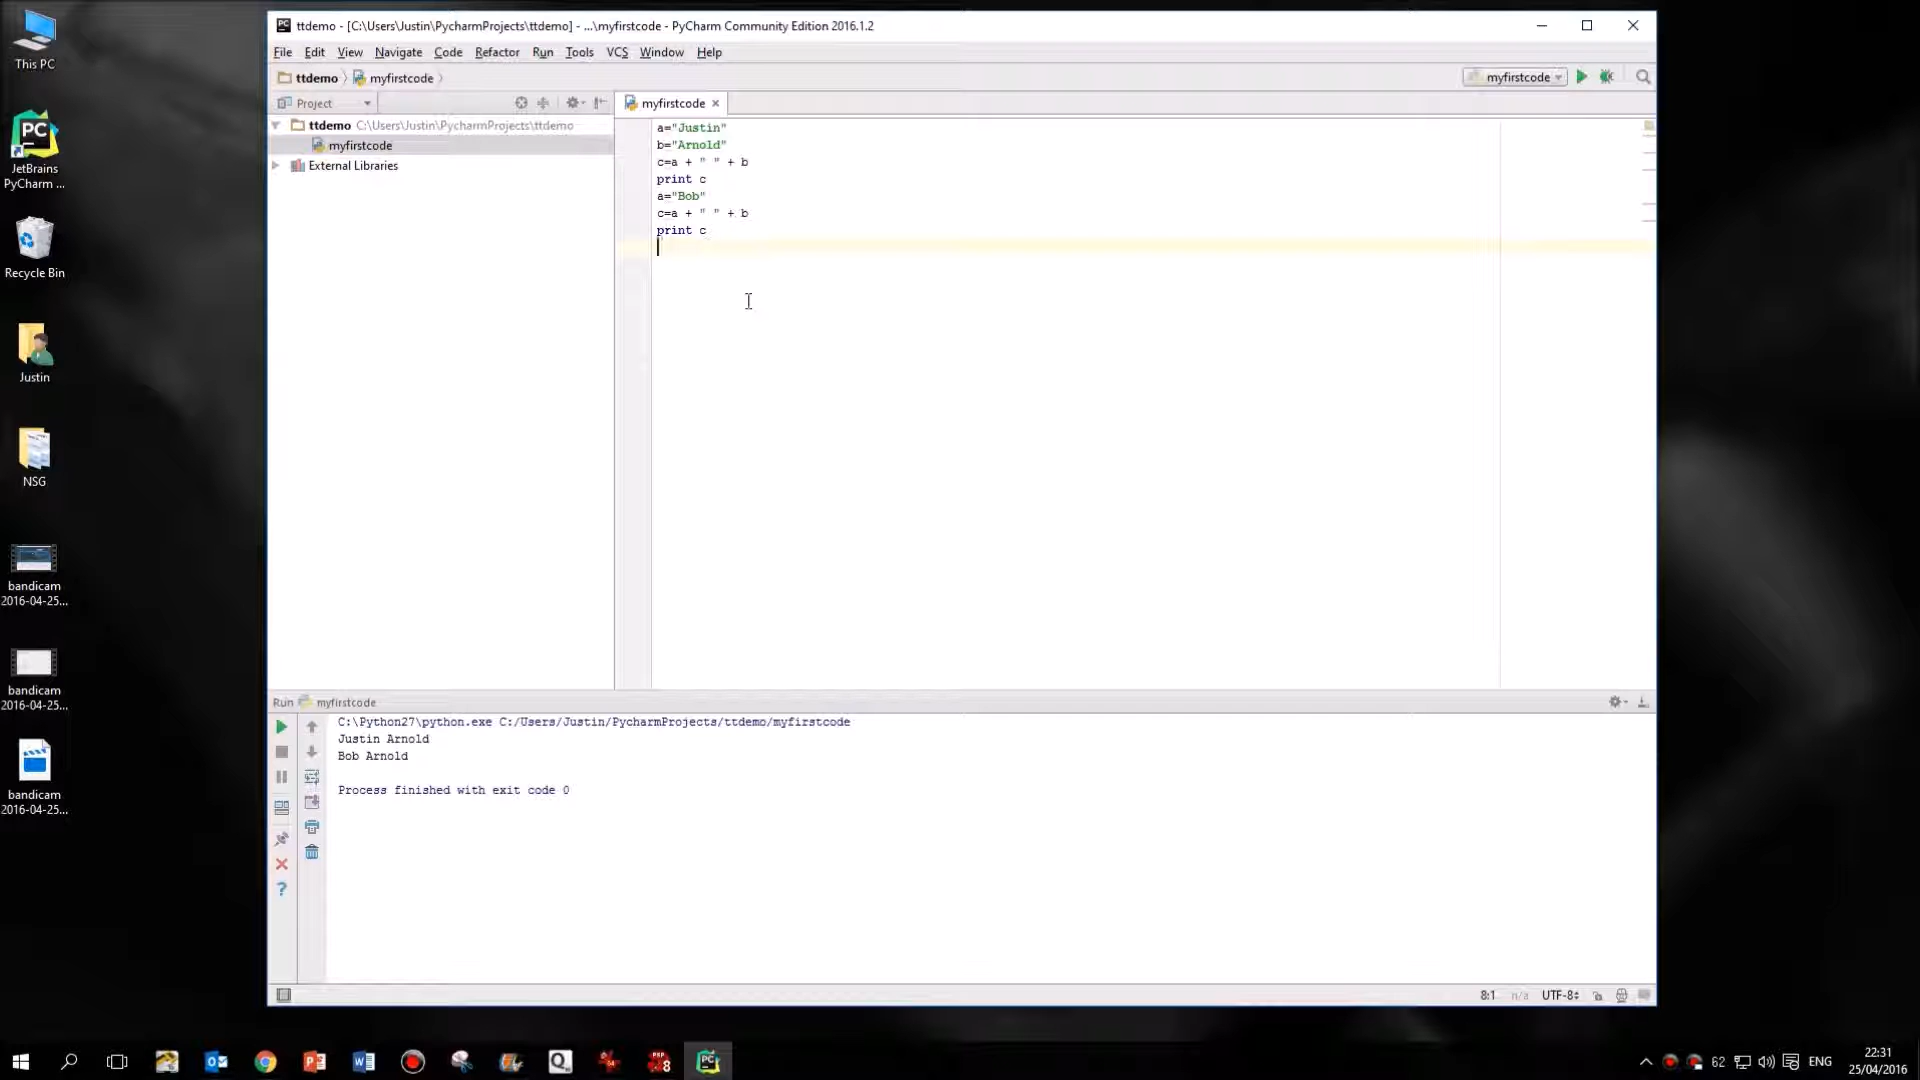 This PC
JetBrains
PyCharm ...
Recycle Bin
Justin
NSG
bandicam
2016-04-25...
bandicam
2016-04-25...
bandicam
2016-04-25...
ttdemo - [C:\Users\Justin\PycharmProjects\ttdemo] - ...\myfirstcode - PyCharm Community Edition 2016.1.2
File Edit View Navigate Code Refactor Run Tools VCS Window Help
ttdemo myfirstcode
myfirstcode
Project
myfirstcode
ttdemo C:\Users\Justin\PycharmProjects\ttdemo
myfirstcode
External Libraries
a="Justin"
b="Arnold"
c=a + " " + b
print c
a="Bob"
c=a + " " + b
print c
Run myfirstcode
C:\Python27\python.exe C:/Users/Justin/PycharmProjects/ttdemo/myfirstcode
Justin Arnold
Bob Arnold
Process finished with exit code 0
8:1 n/a UTF-8
62 ENG
22:31
25/04/2016